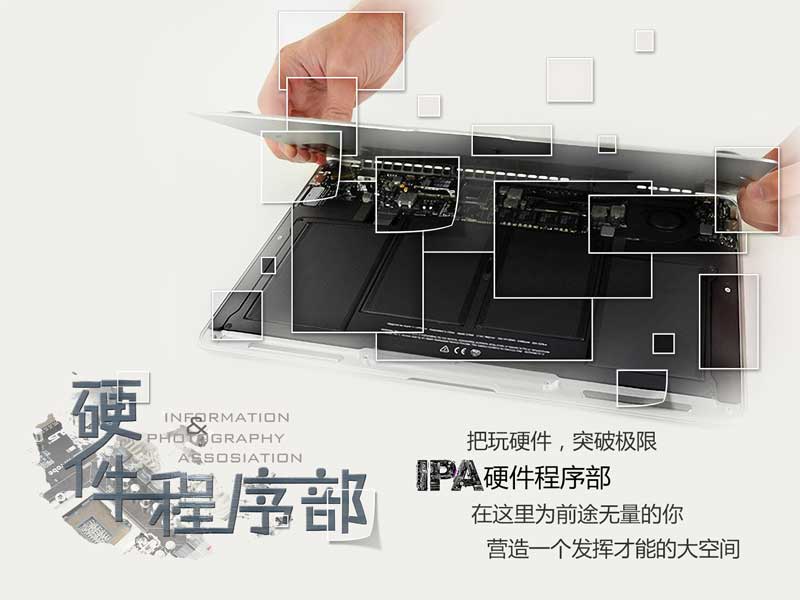 硬件程序部
INFORMATION
&
PHOTOGRAPHY
ASSOSIATION
把玩硬件，突破极限
IPA硬件程序部
在这里为前途无量的你
营造一个发挥才能的大空间